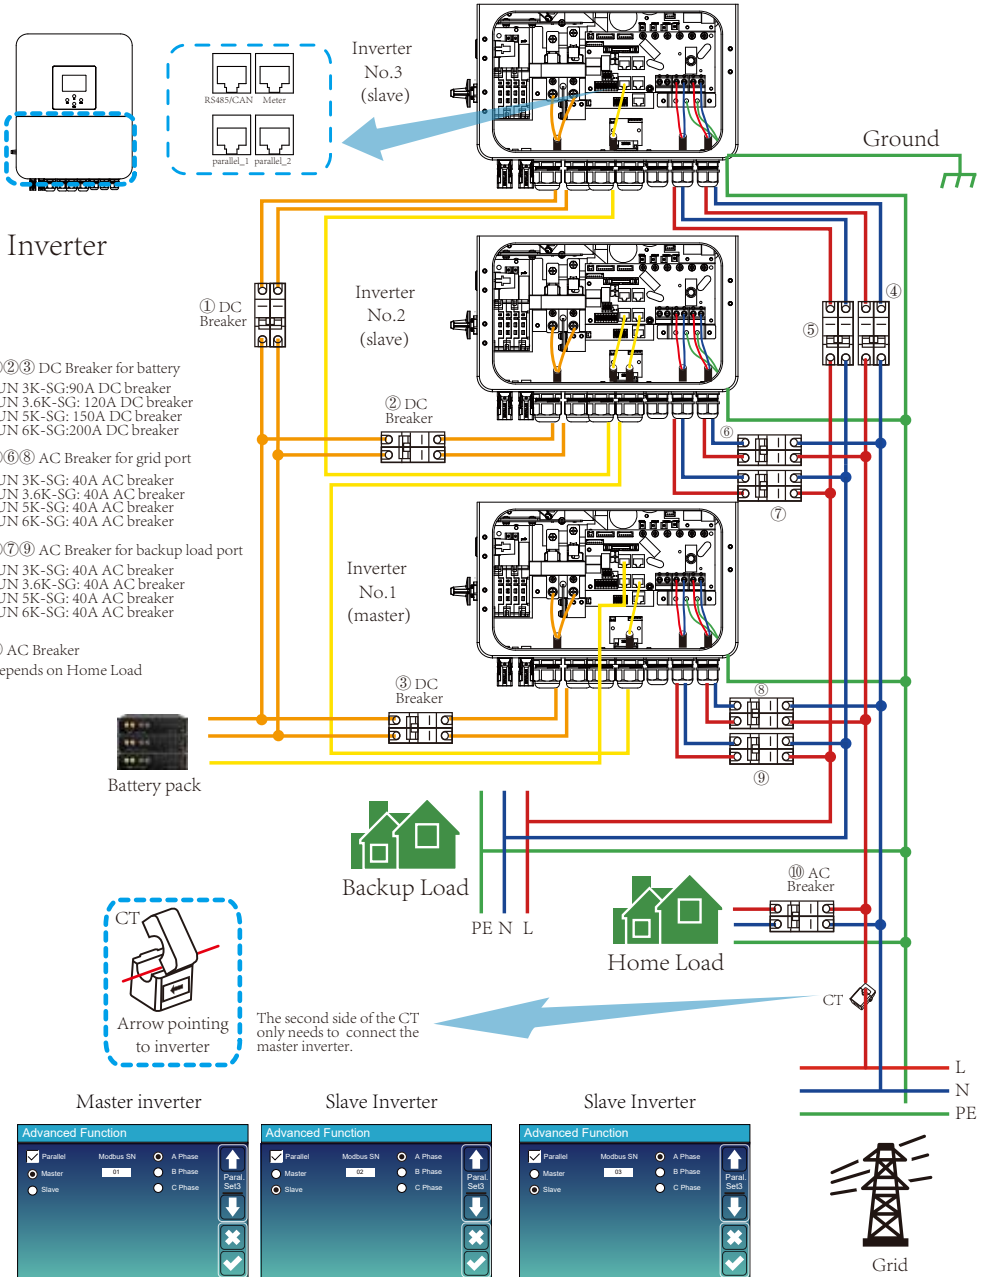 RS485/CAN Meter
parallel_1 parallel_2
Inverter
No.3
(slave)
Ground
Inverter
① DC
Breaker
Inverter
No.2
(slave)
④
⑤
②③ DC Breaker for battery
UN 3K-SG:90A DC breaker
UN 3.6K-SG: 120A DC breaker
UN 5K-SG: 150A DC breaker
UN 6K-SG:200A DC breaker
② DC
Breaker
⑥
⑥⑧ AC Breaker for grid port
UN 3K-SG: 40A AC breaker
UN 3.6K-SG: 40A AC breaker
UN 5K-SG: 40A AC breaker
UN 6K-SG: 40A AC breaker
⑦
⑦⑨ AC Breaker for backup load port
UN 3K-SG: 40A AC breaker
UN 3.6K-SG: 40A AC breaker
UN 5K-SG: 40A AC breaker
UN 6K-SG: 40A AC breaker
Inverter
No.1
(master)
AC Breaker
epends on Home Load
③ DC
Breaker
⑧
⑨
Battery pack
Backup Load
PE N L
⑩ AC
Breaker
Home Load
CT
Arrow pointing
to inverter
The second side of the CT
only needs to connect the
master inverter.
CT
L
N
PE
Master inverter
Advanced Function
Parallel Modbus SN A Phase
Master 01 B Phase
Slave C Phase
Paral.
Set3
Slave Inverter
Advanced Function
Parallel Modbus SN A Phase
Master 02 B Phase
Slave C Phase
Paral.
Set3
Slave Inverter
Advanced Function
Parallel Modbus SN A Phase
Master 03 B Phase
Slave C Phase
Paral.
Set3
Grid